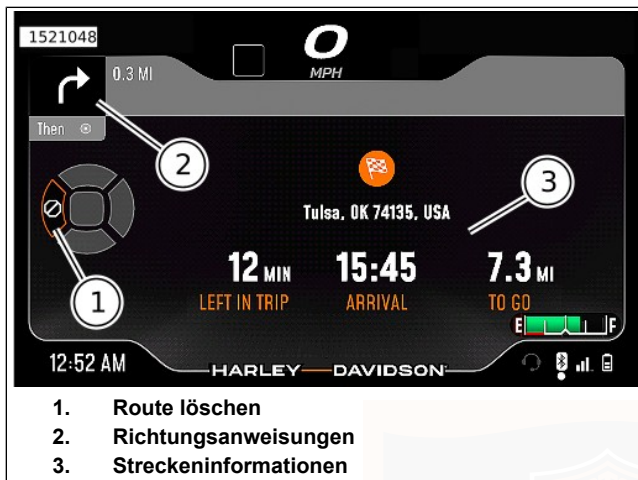 1521048
0
MPH
0.3 MI
Then
2
3
Tulsa, OK 74135, USA
1
12 MIN 15:45 7.3 MI
LEFT IN TRIP ARRIVAL TO GO
E F
12:52 AM HARLEY-DAVIDSON
1. Route löschen
2. Richtungsanweisungen
3. Streckeninformationen